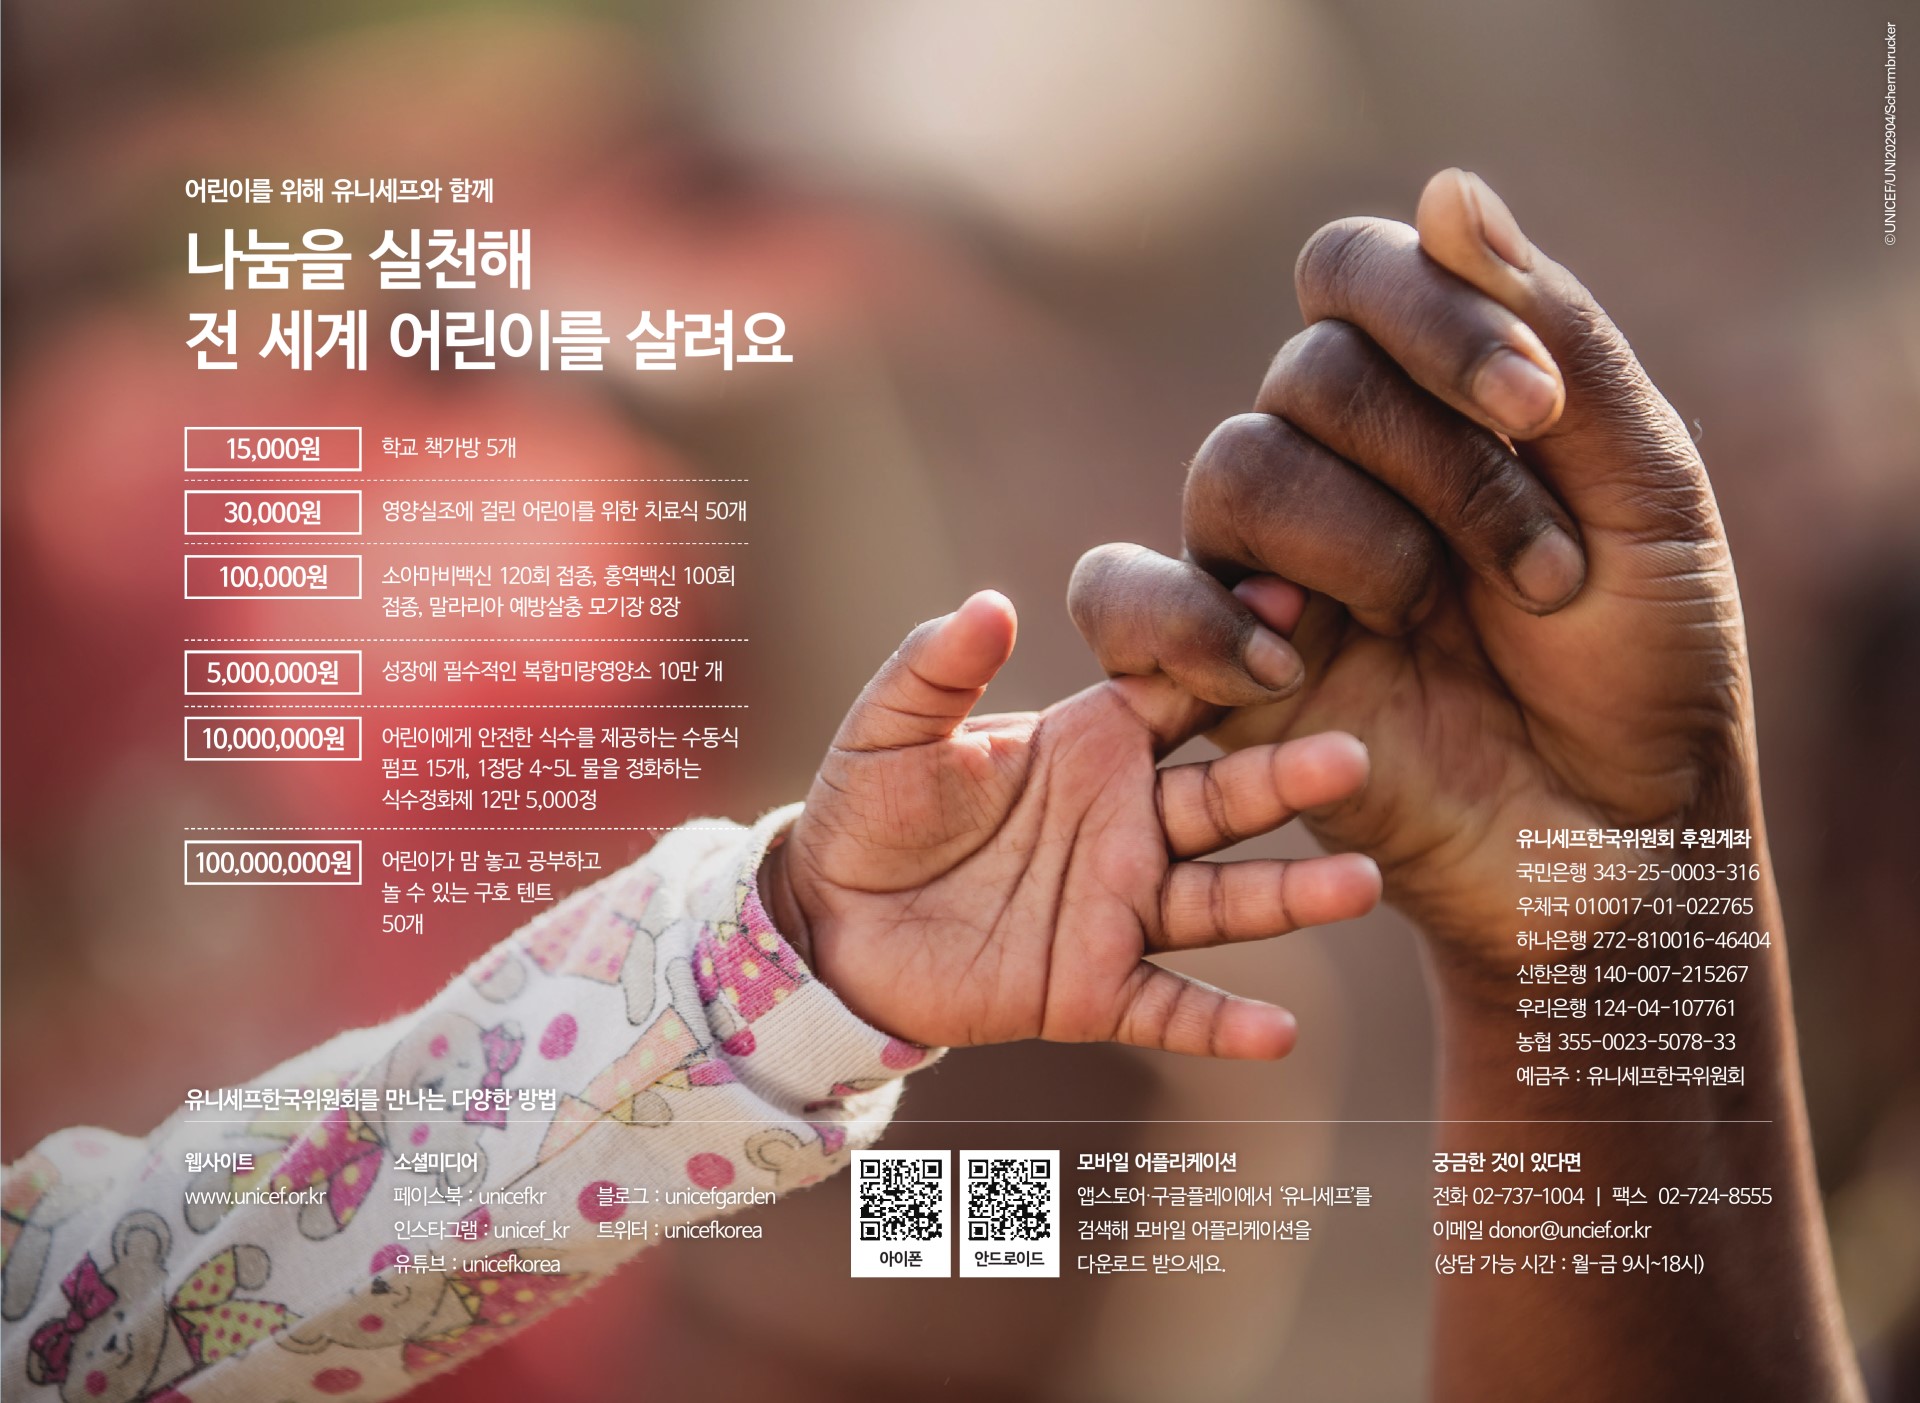 ©UNICEF/UNI202904/Schermbrucker
어린이를 위해 유니세프와 함께
나눔을 실천해
전 세계 어린이를 살려요
15,000원 학교 책가방 5개
30,000원 영양실조에 걸린 어린이를 위한 치료식 50개
100,000원 소아마비백신 120회 접종, 홍역백신 100회
접종, 말라리아 예방살충 모기장 8장
5,000,000원 성장에 필수적인 복합미량영양소 10만 개
10,000,000원 어린이에게 안전한 식수를 제공하는 수동식
펌프 15개, 1정당 4~5L 물을 정화하는
식수정화제 12만 5,000정
100,000,000원 어린이가 맘 놓고 공부하고
놀 수 있는 구호 텐트
50개
유니세프한국위원회 후원계좌
국민은행 343-25-0003-316
우체국 010017-01-022765
하나은행 272-810016-46404
신한은행 140-007-215267
우리은행 124-04-107761
농협 355-0023-5078-33
예금주 : 유니세프한국위원회
유니세프한국위원회를 만나는 다양한 방법
웹사이트
www.unicef.or.kr
소셜미디어
페이스북 : unicefkr 블로그 : unicefgarden
인스타그램 : unicef_kr 트위터 : unicefkorea
유튜브 : unicefkorea
아이폰 안드로이드
모바일 어플리케이션
앱스토어·구글플레이에서 ‘유니세프’를
검색해 모바일 어플리케이션을
다운로드 받으세요.
궁금한 것이 있다면
전화 02-737-1004 | 팩스 02-724-8555
이메일 donor@uncief.or.kr
(상담 가능 시간 : 월-금 9시~18시)